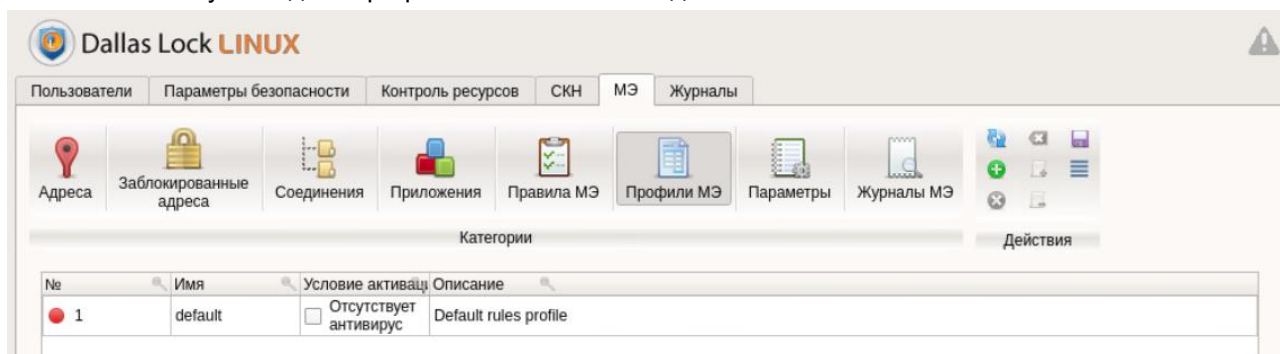 Dallas Lock LINUX
Пользователи Параметры безопасности Контроль ресурсов СКН МЭ Журналы
Адреса Заблокированные адреса Соединения Приложения Правила МЭ Профили МЭ Параметры Журналы МЭ
Категории Действия
№ Имя Условие активаци Описание
1 default Отсутствует антивирус Default rules profile